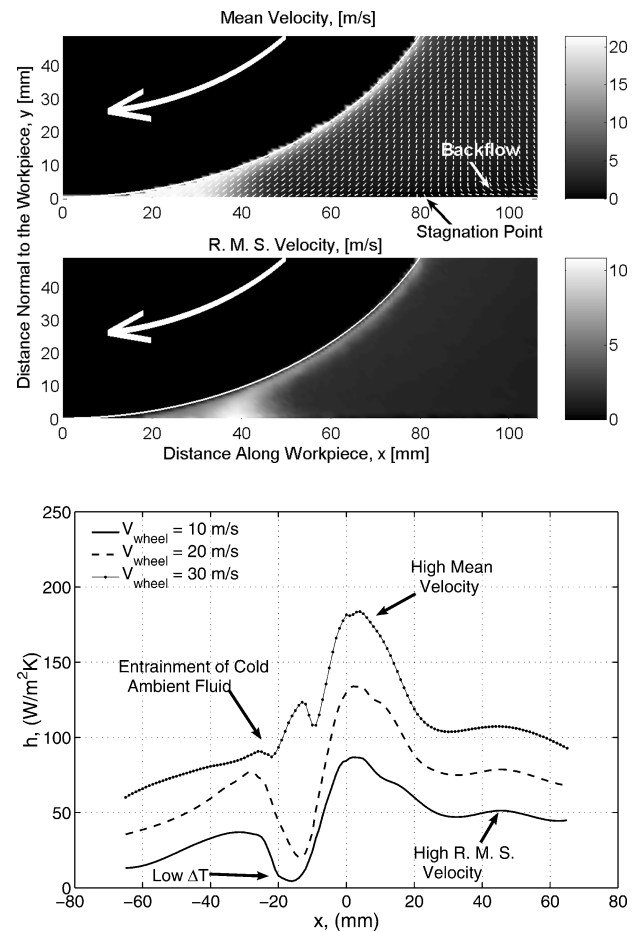 Mean Velocity, [m/s]
Distance Normal to the Workpiece, y [mm]
40
30
20
10
0
0
20
40
60
80
100
20
15
10
5
0
Backflow
Stagnation Point
R. M. S. Velocity, [m/s]
40
30
20
10
0
0
20
40
60
80
100
10
5
0
Distance Along Workpiece, x [mm]
250
200
150
100
50
0
h, (W/m²K)
V wheel = 10 m/s
V wheel = 20 m/s
V wheel = 30 m/s
High Mean
Velocity
Entrainment of Cold
Ambient Fluid
Low ΔT
High R. M. S.
Velocity
−80
−60
−40
−20
0
20
40
60
80
x, (mm)